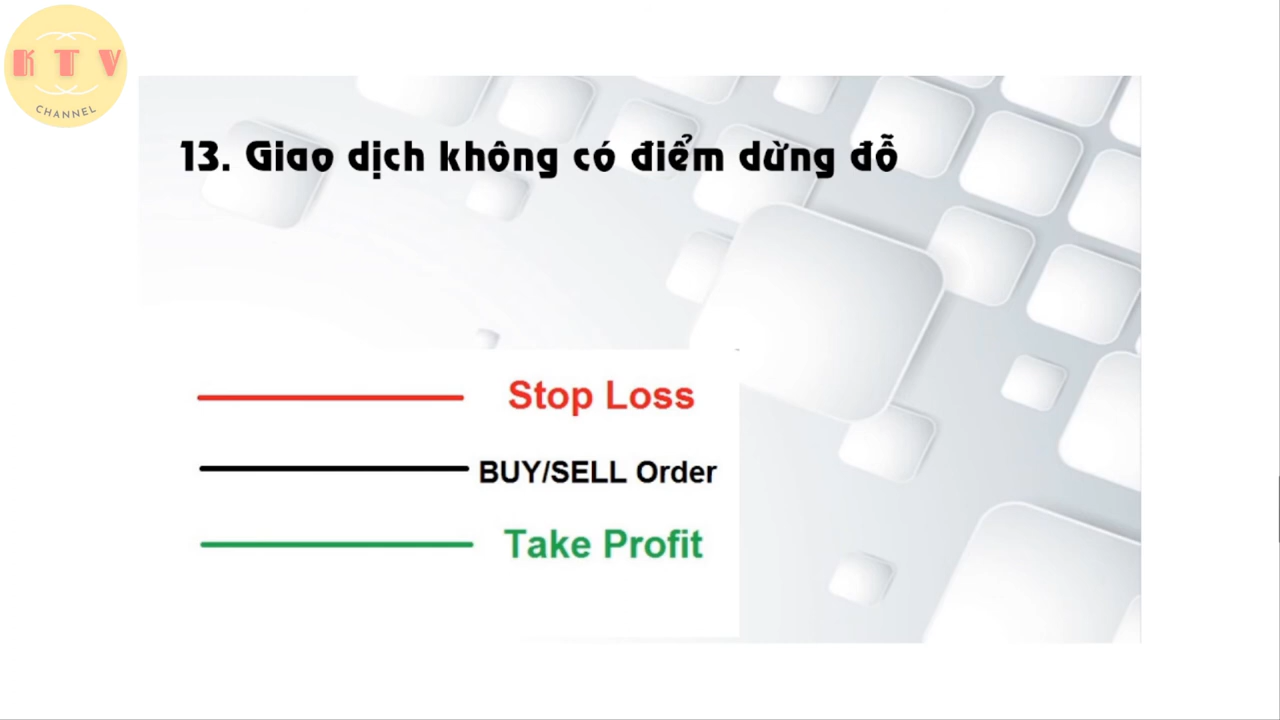 K T V
CHANNEL
13. Giao dịch không có điểm dừng đỗ
Stop Loss
BUY/SELL Order
Take Profit